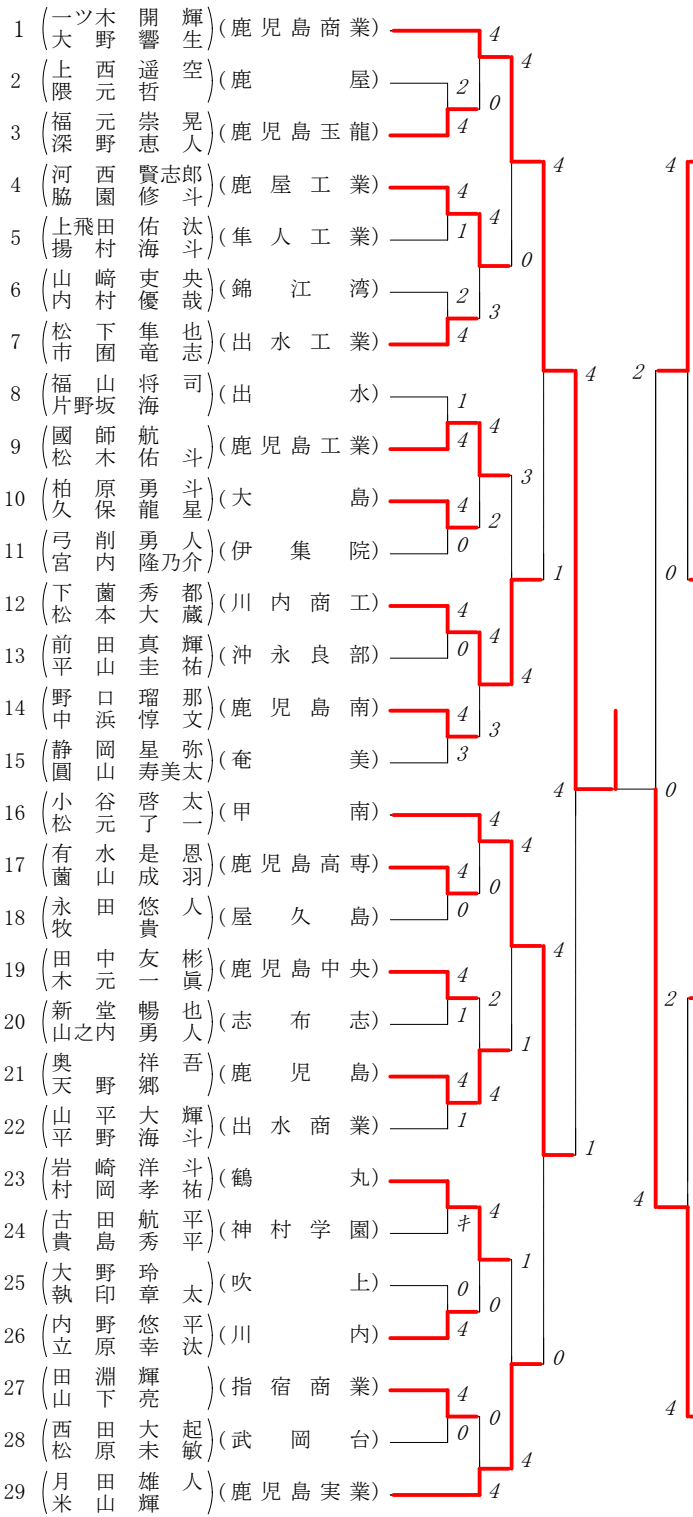 1 一ツ木 開輝 (鹿児島商業) 4
大野響生 4
2 上西遥空 (鹿屋) 2
隈元哲 0
3 福元崇晃 (鹿児島玉龍) 4
深野恵人 4 4
4 河西賢志郎 (鹿屋工業) 4
脇園修斗 4
5 上飛田佑汰 (隼人工業) 1
揚村海斗 0
6 山﨑吏央 (錦江湾) 2
内村優哉 3
7 松下隼也 (出水工業) 4
市囿竜志 4 2
8 福山将司 (出水) 1
片野坂海
9 國師航 (鹿児島工業) 4 4
松木佑斗 3
10 柏原勇斗 (大島) 4
久保龍星 2
11 弓削勇人 (伊集院) 0
宮内隆乃介 1 0
12 下薗秀都 (川内商工) 4
松本大蔵 4
13 前田真輝 (沖永良部) 0
平山圭祐 4
14 野口瑠那 (鹿児島南) 4
中浜惇文 3
15 静岡星弥 (奄美) 3
圓山寿美太 4 0
16 小谷啓太 (甲南) 4
松元了一 4
17 有水是恩 (鹿児島高専) 4
薗山成羽 0
18 永田悠人 (屋久島) 0
牧貴 4
19 田中友彬 (鹿児島中央) 4
木元一眞 2 2
20 新堂暢也 (志布志) 1
山之内勇人 1
21 奥祥吾 (鹿児島) 4
天野郷 4
22 山平大輝 (出水商業) 1
平野海斗 1
23 岩崎洋斗 (鶴丸)
村岡孝祐 4 4
24 古田航平 (神村学園) キ
貴島秀平 1
25 大野玲 (吹上) 0
執印章太 0
26 内野悠平 (川内) 4
立原幸汰 0
27 田淵輝 (指宿商業) 4
山下亮 0 4
28 西田大起 (武岡台) 0
松原未敏 4
29 月田雄人 (鹿児島実業) 4
米山輝